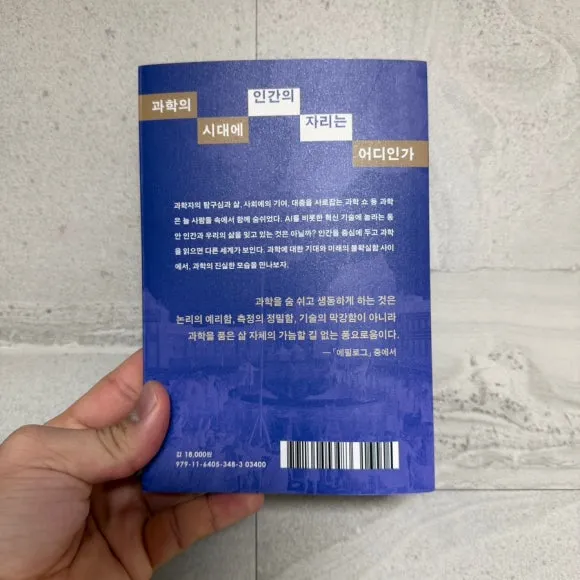 과학의
시대에
인간의
자리는
어디인가
과학자의 탐구심과 삶, 사회에의 기여, 대중을 사로잡는 과학 쇼 등 과학
은 늘 사람들 속에서 함께 숨쉬었다. AI를 비롯한 혁신 기술에 놀라는 동
안 인간과 우리의 삶을 잊고 있는 것은 아닐까? 인간을 중심에 두고 과학
을 읽으면 다른 세계가 보인다. 과학에 대한 기대와 미래의 불확실함 사이
에서, 과학의 진실한 모습을 만나보자.
과학을 숨 쉬고 생동하게 하는 것은
논리의 예리함, 측정의 정밀함, 기술의 막강함이 아니라
과학을 품은 삶 자체의 가늠할 길 없는 풍요로움이다.
—「에필로그」 중에서
값 18,000원
979-11-6405-348-3 03400